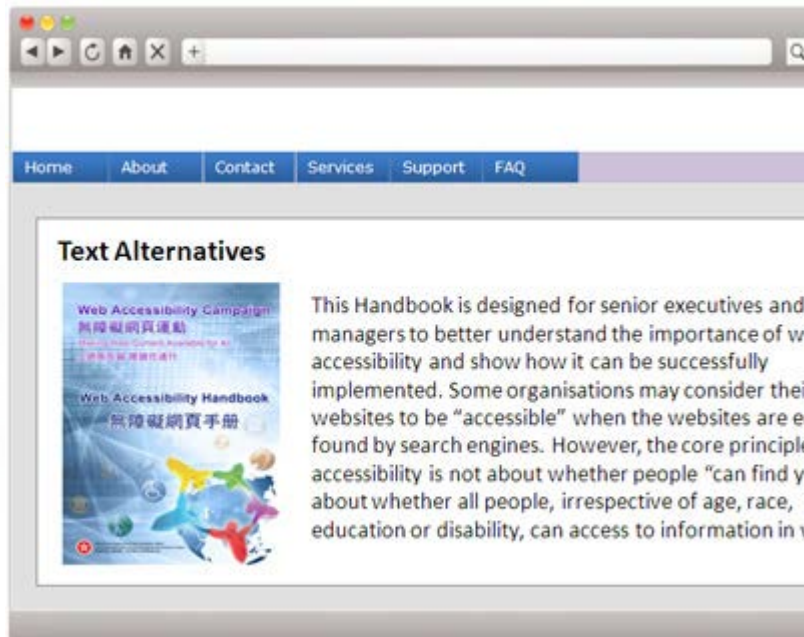 Home About Contact Services Support FAQ
Text Alternatives
Web Accessibility Campaign
無障礙網頁運動
Web Accessibility Handbook
無障礙網頁手冊
This Handbook is designed for senior executives and
managers to better understand the importance of w
accessibility and show how it can be successfully
implemented. Some organisations may consider thei
websites to be “accessible” when the websites are e
found by search engines. However, the core principle
accessibility is not about whether people “can find y
about whether all people, irrespective of age, race,
education or disability, can access to information in